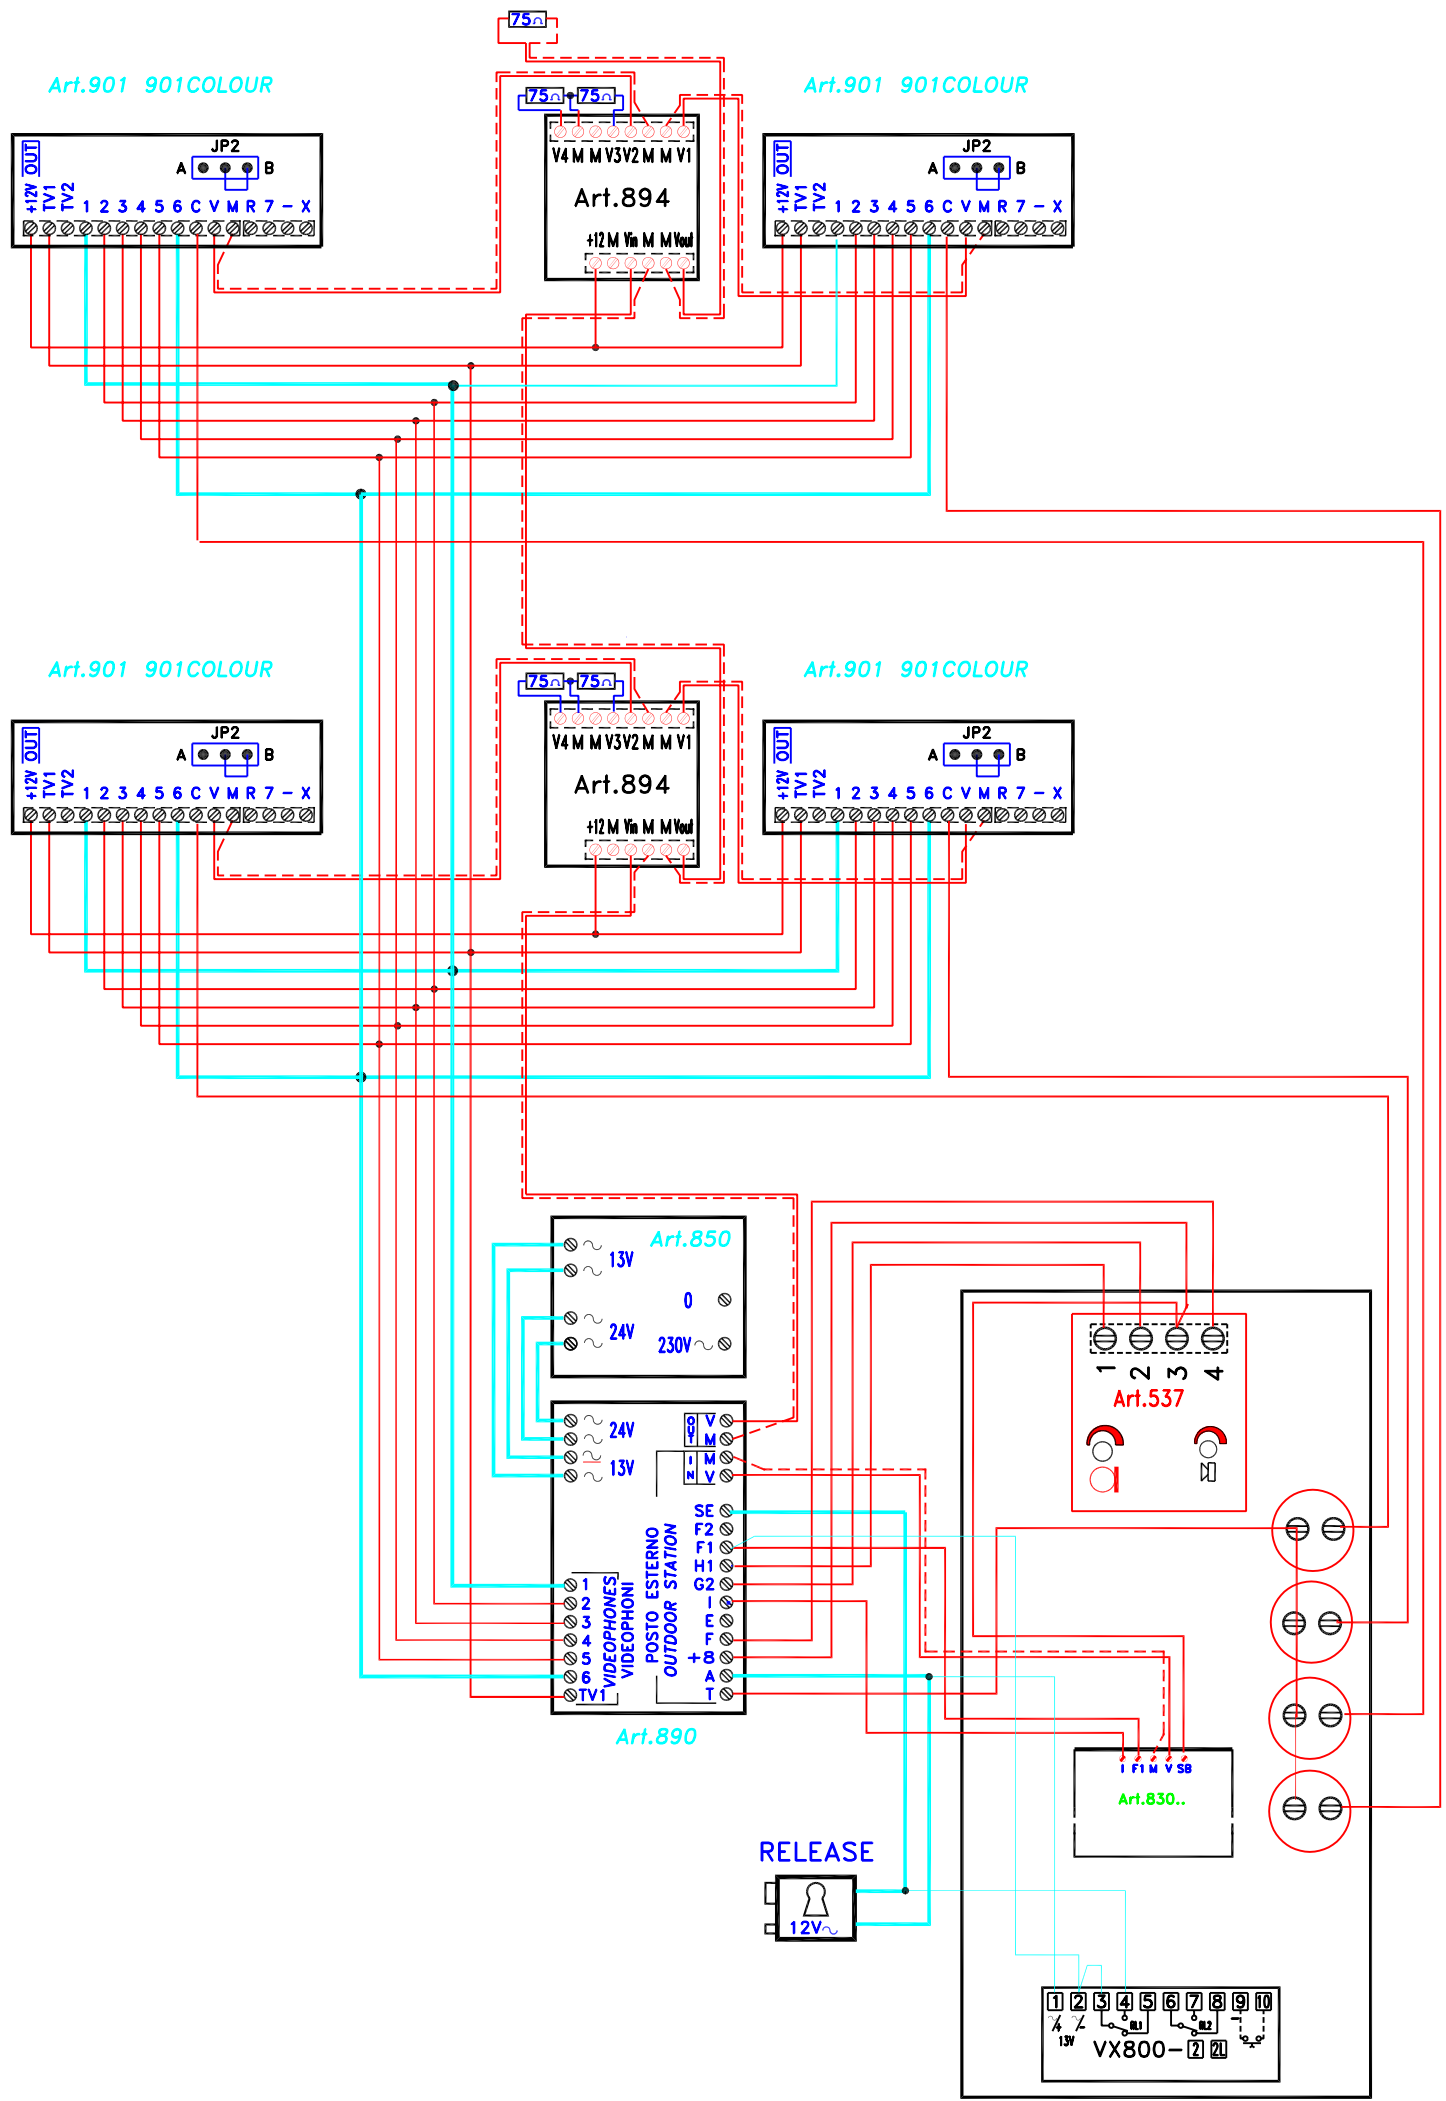 75Ω
Art.901 901COLOUR
Art.901 901COLOUR
75Ω 75Ω
OUT
JP2
A B
+12V TV1 TV2 1 2 3 4 5 6 C V M R 7 - X
V4 M M V3 V2 M M V1
Art.894
+12 M Vin M M Vout
OUT
JP2
A B
+12V TV1 TV2 1 2 3 4 5 6 C V M R 7 - X
Art.901 901COLOUR
Art.901 901COLOUR
75Ω 75Ω
OUT
JP2
A B
+12V TV1 TV2 1 2 3 4 5 6 C V M R 7 - X
V4 M M V3 V2 M M V1
Art.894
+12 M Vin M M Vout
OUT
JP2
A B
+12V TV1 TV2 1 2 3 4 5 6 C V M R 7 - X
Art.850
13V
0
24V
230V~
1 2 3 4
Art.537
24V
13V
OUT V
M
IN M
V
SE
F2
F1
H1
G2
I
E
F
+8
A
T
POSTO ESTERNO
OUTDOOR STATION
1
2
3
4
5
6
TV1
VIDEOPHONES
VIDEOPHONI
Art.890
I F1 M V SB
Art.830..
RELEASE
12V~
1 2 3 4 5 6 7 8 9 10
~/+ ~/-
13V
RL1 RL2
VX800-2 2L